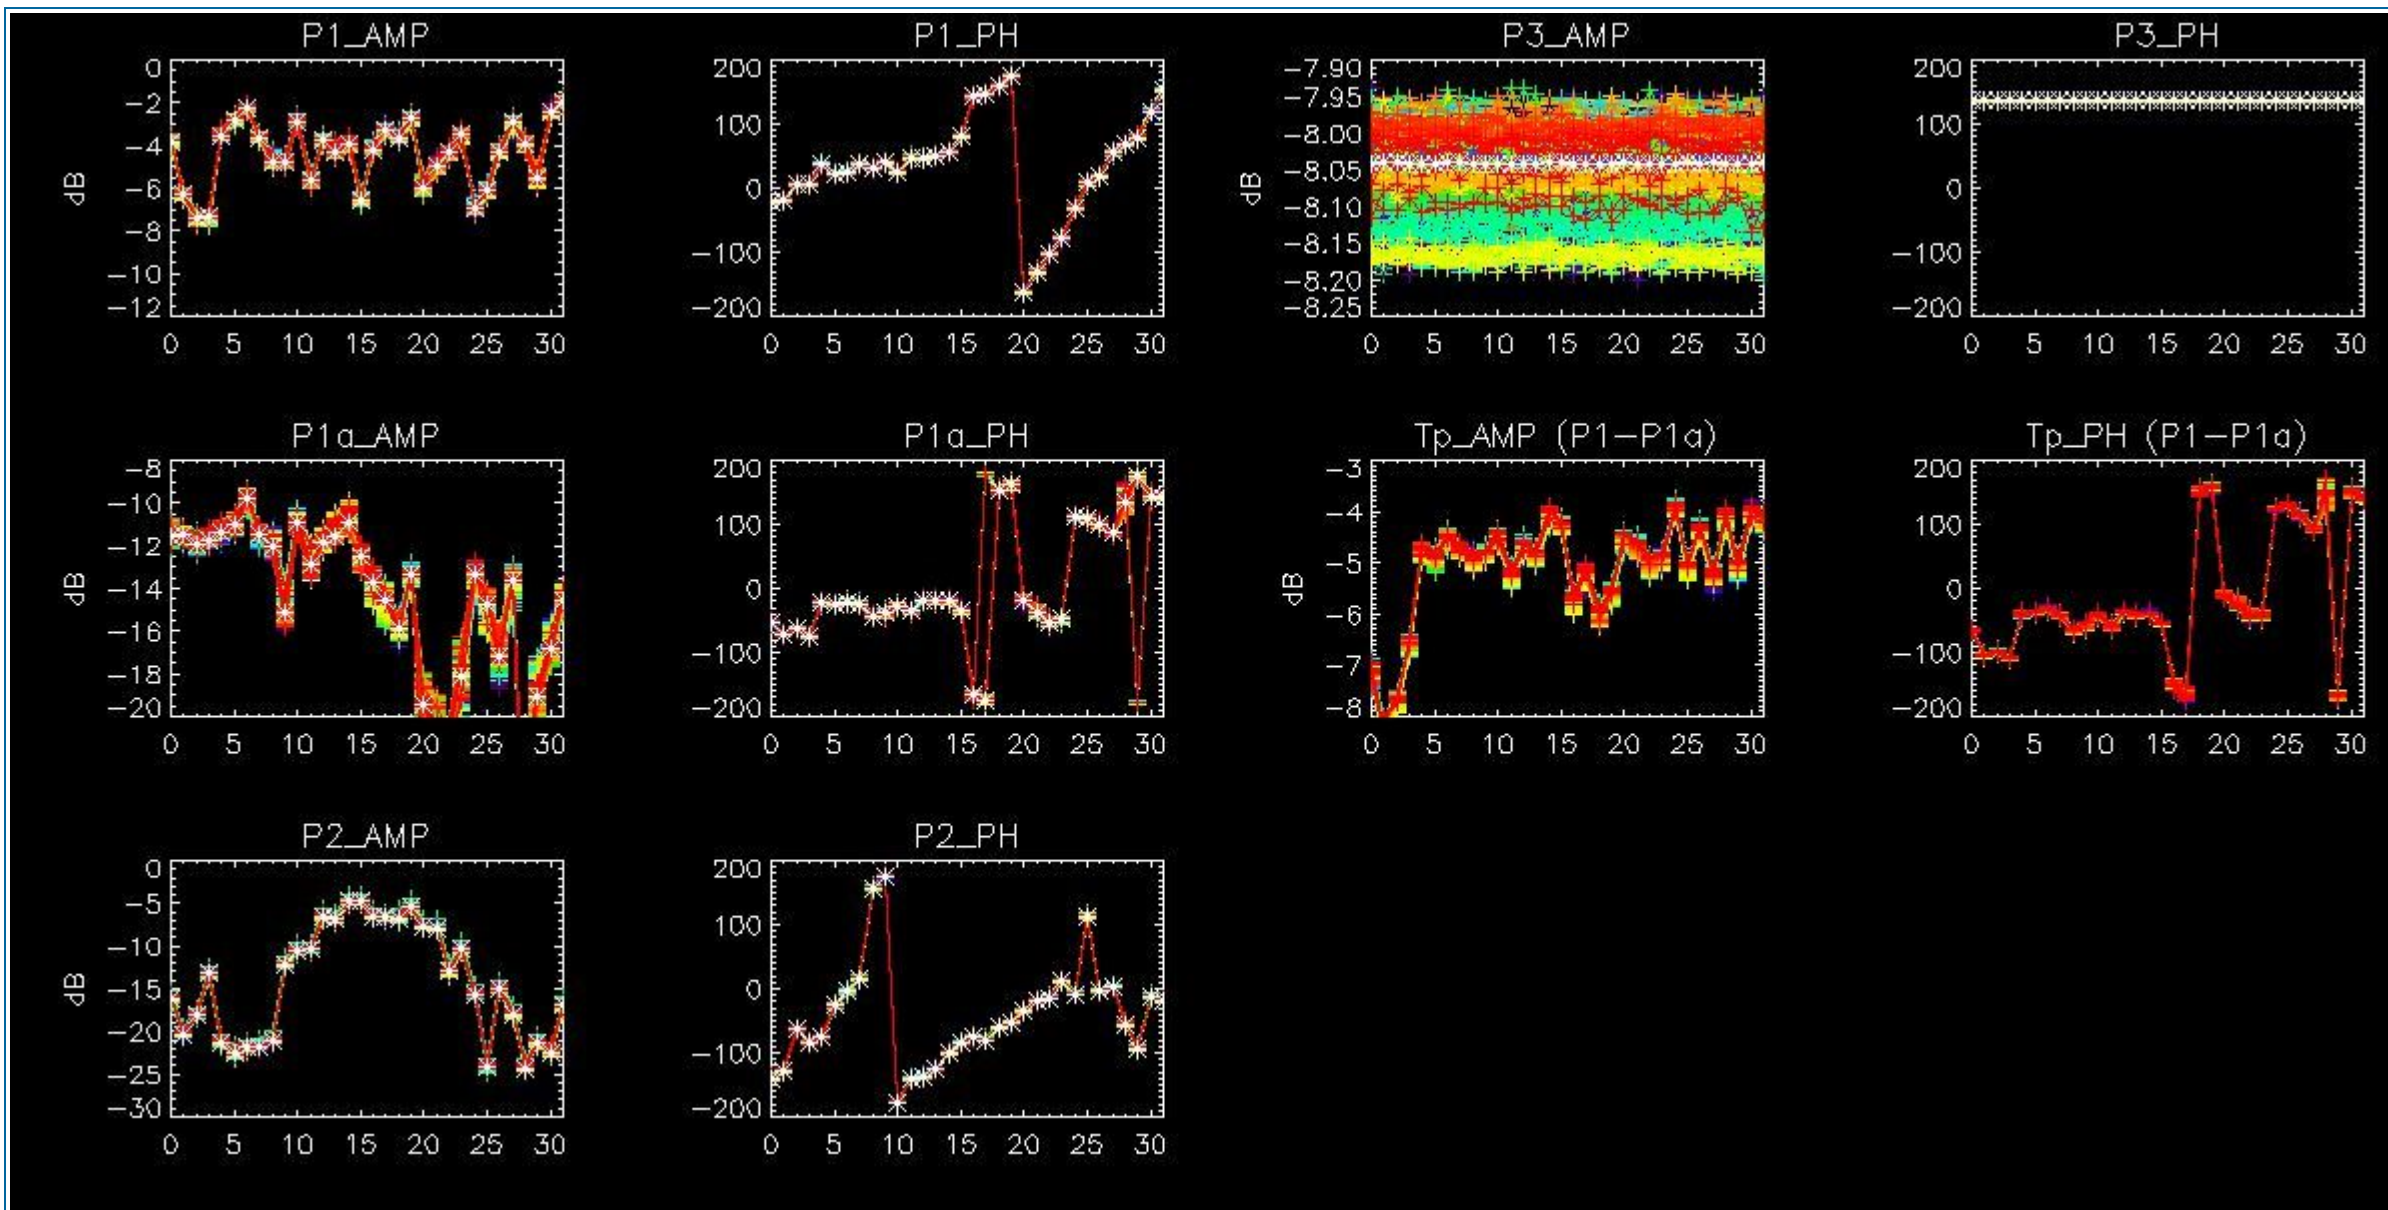 P1_AMP
0
−2
−4
−6
−8
−10
−12
dB
0 5 10 15 20 25 30
P1_PH
200
100
0
−100
−200
0 5 10 15 20 25 30
P3_AMP
−7.90
−7.95
−8.00
−8.05
−8.10
−8.15
−8.20
−8.25
dB
0 5 10 15 20 25 30
P3_PH
200
100
0
−100
−200
0 5 10 15 20 25 30
P1a_AMP
−8
−10
−12
−14
−16
−18
−20
dB
0 5 10 15 20 25 30
P1a_PH
200
100
0
−100
−200
0 5 10 15 20 25 30
Tp_AMP (P1−P1a)
−3
−4
−5
−6
−7
−8
dB
0 5 10 15 20 25 30
Tp_PH (P1−P1a)
200
100
0
−100
−200
0 5 10 15 20 25 30
P2_AMP
0
−5
−10
−15
−20
−25
−30
dB
0 5 10 15 20 25 30
P2_PH
200
100
0
−100
−200
0 5 10 15 20 25 30